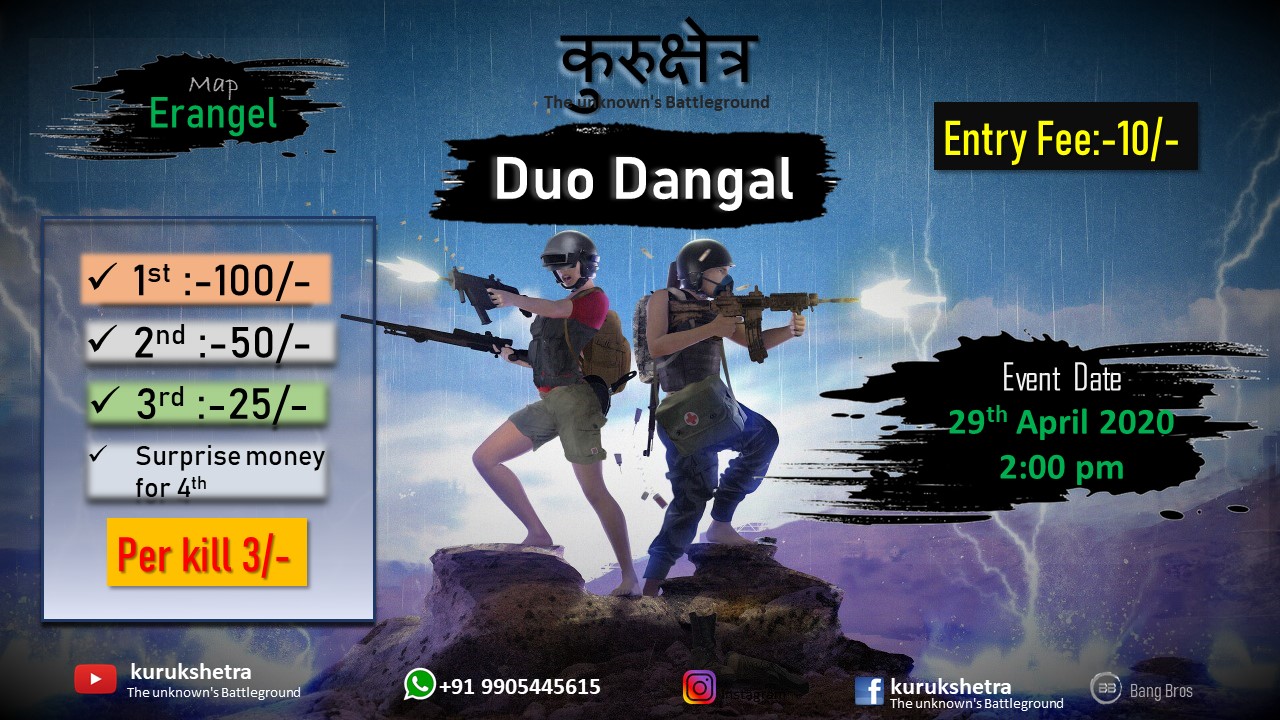 कुरुक्षेत्र
The unknown's Battleground
Map
Erangel
Duo Dangal
Entry Fee:-10/-
✓ 1st :-100/-
✓ 2nd :-50/-
✓ 3rd :-25/-
✓ Surprise money
for 4th
Per kill 3/-
Event Date
29th April 2020
2:00 pm
kurukshetra
The unknown's Battleground
+91 9905445615
Instagram
kurukshetra
The unknown's Battleground
BB Bang Bros